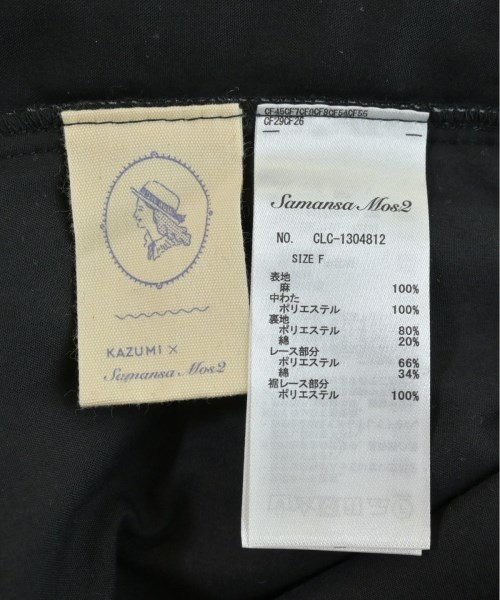 KAZUMI ×
Samansa Mos2
CF29CF26
Samansa Mos2
NO. CLC-1304812
SIZE F
表地
麻 100%
中わた
ポリエステル 100%
裏地
ポリエステル 80%
綿 20%
レース部分
ポリエステル 66%
綿 34%
裾レース部分
ポリエステル 100%